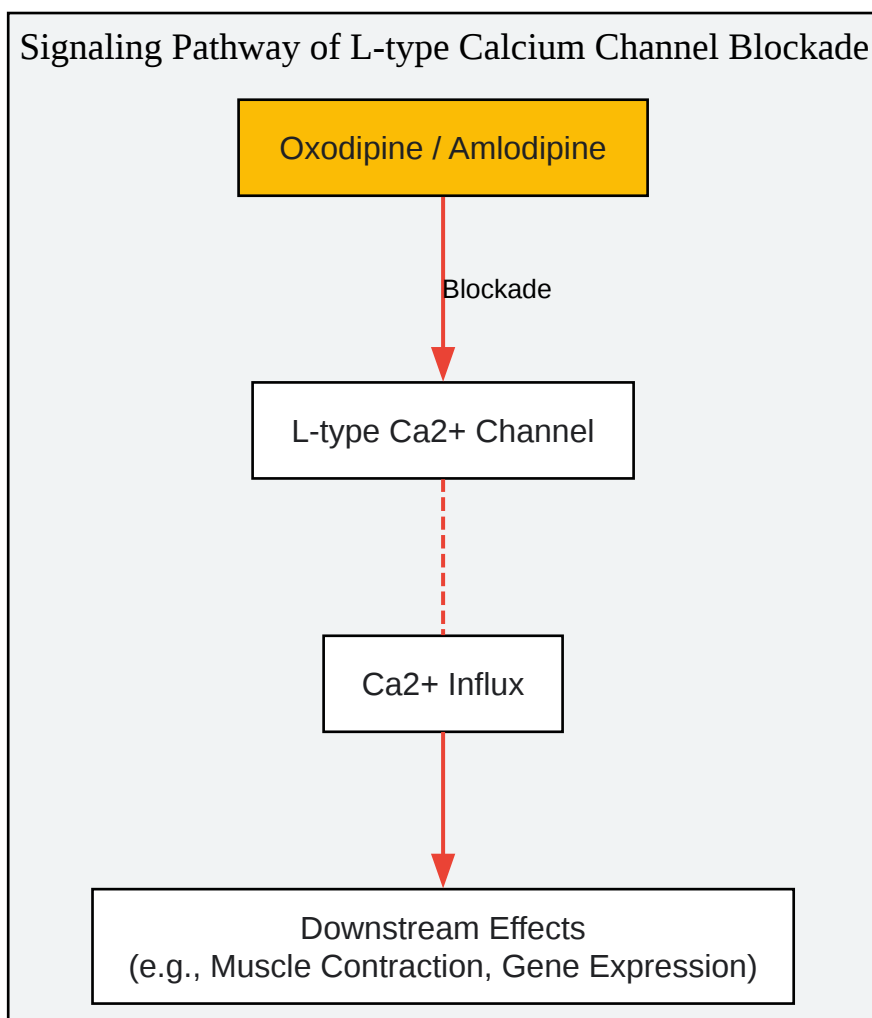 Signaling Pathway of L-type Calcium Channel Blockade
Oxodipine / Amlodipine
Blockade
L-type Ca2+ Channel
Ca2+ Influx
Downstream Effects
(e.g., Muscle Contraction, Gene Expression)